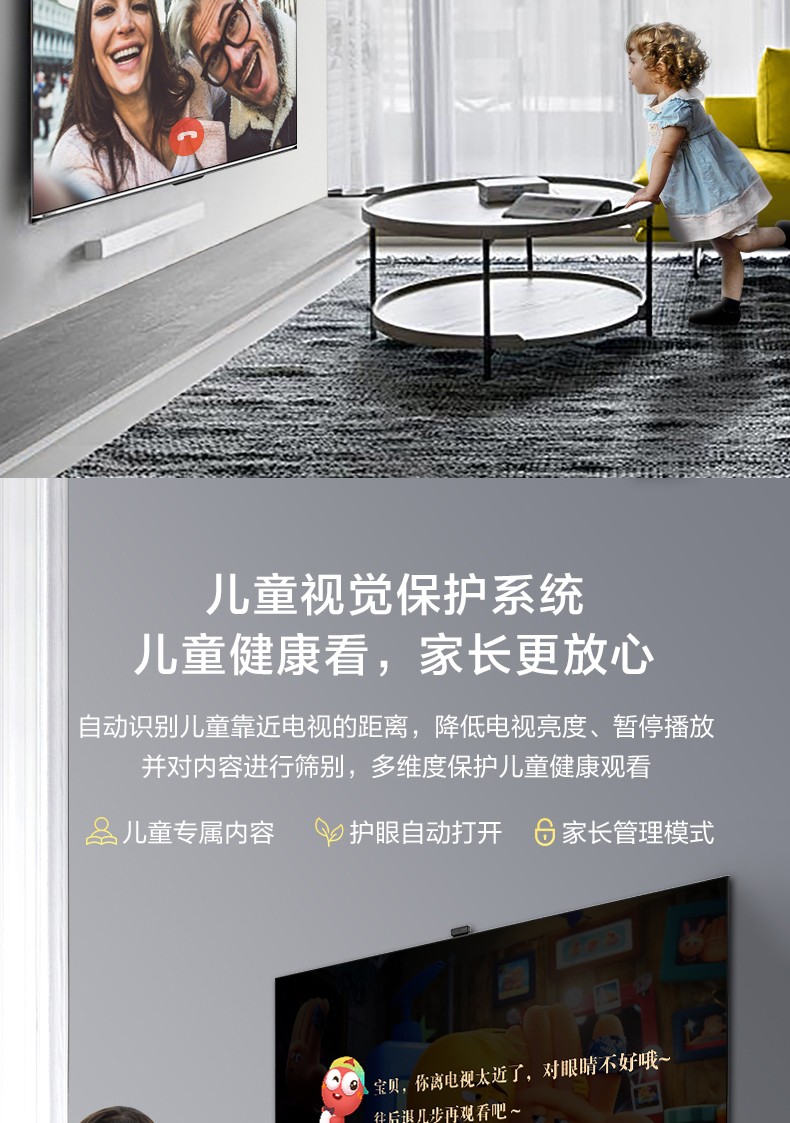 儿童视觉保护系统
儿童健康看，家长更放心
自动识别儿童靠近电视的距离，降低电视亮度、暂停播放
并对内容进行筛别，多维度保护儿童健康观看
儿童专属内容 护眼自动打开 家长管理模式
宝贝，你离电视太近了，对眼睛不好哦~
往后退几步再观看吧~